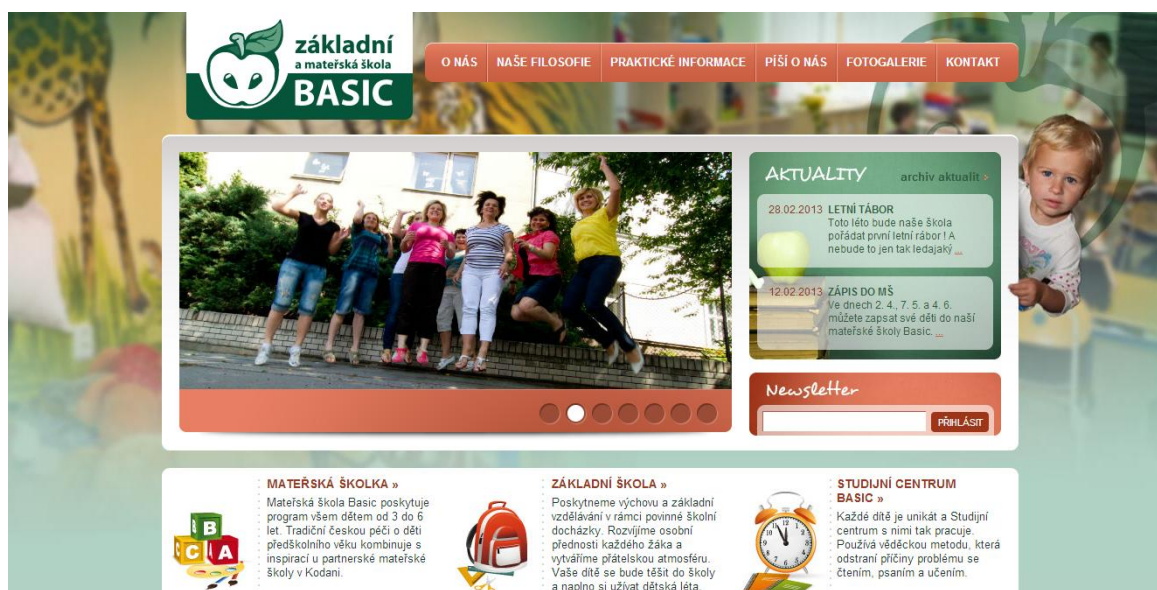 základní
a mateřská škola
BASIC
O NÁS
NAŠE FILOSOFIE
PRAKTICKÉ INFORMACE
PÍŠÍ O NÁS
FOTOGALERIE
KONTAKT
AKTUALITY
archiv aktualit >
28.02.2013 LETNÍ TÁBOR
Toto léto bude naše škola
pořádat první letní rábor ! A
nebude to jen tak ledajaký ...
12.02.2013 ZÁPIS DO MŠ
Ve dnech 2. 4., 7. 5. a 4. 6.
můžete zapsat své děti do naší
mateřské školy Basic. ...
Newsletter
PŘIHLÁSIT
MATEŘSKÁ ŠKOLKA »
Mateřská škola Basic poskytuje
program všem dětem od 3 do 6
let. Tradiční českou péči o děti
předškolního věku kombinuje s
inspirací u partnerské mateřské
školy v Kodani.
B
C A
ZÁKLADNÍ ŠKOLA »
Poskytneme výchovu a základní
vzdělávání v rámci povinné školní
docházky. Rozvíjíme osobní
přednosti každého žáka a
vytváříme přátelskou atmosféru.
Vaše dítě se bude těšit do školy
a naplno si užívat dětská léta.
STUDIJNÍ CENTRUM
BASIC »
Každé dítě je unikát a Studijní
centrum s nimi tak pracuje.
Používá věděckou metodu, která
odstraní příčiny problému se
čtením, psaním a učením.